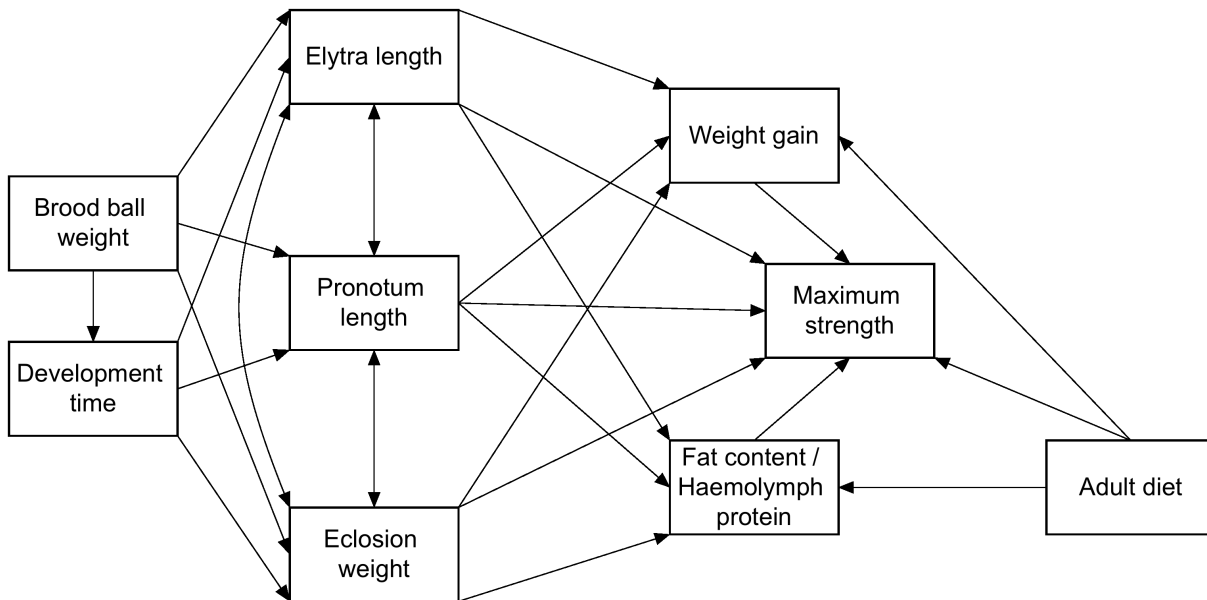 Elytra length
Weight gain
Brood ball
weight
Pronotum
length
Maximum
strength
Development
time
Fat content /
Haemolymph
protein
Adult diet
Eclosion
weight